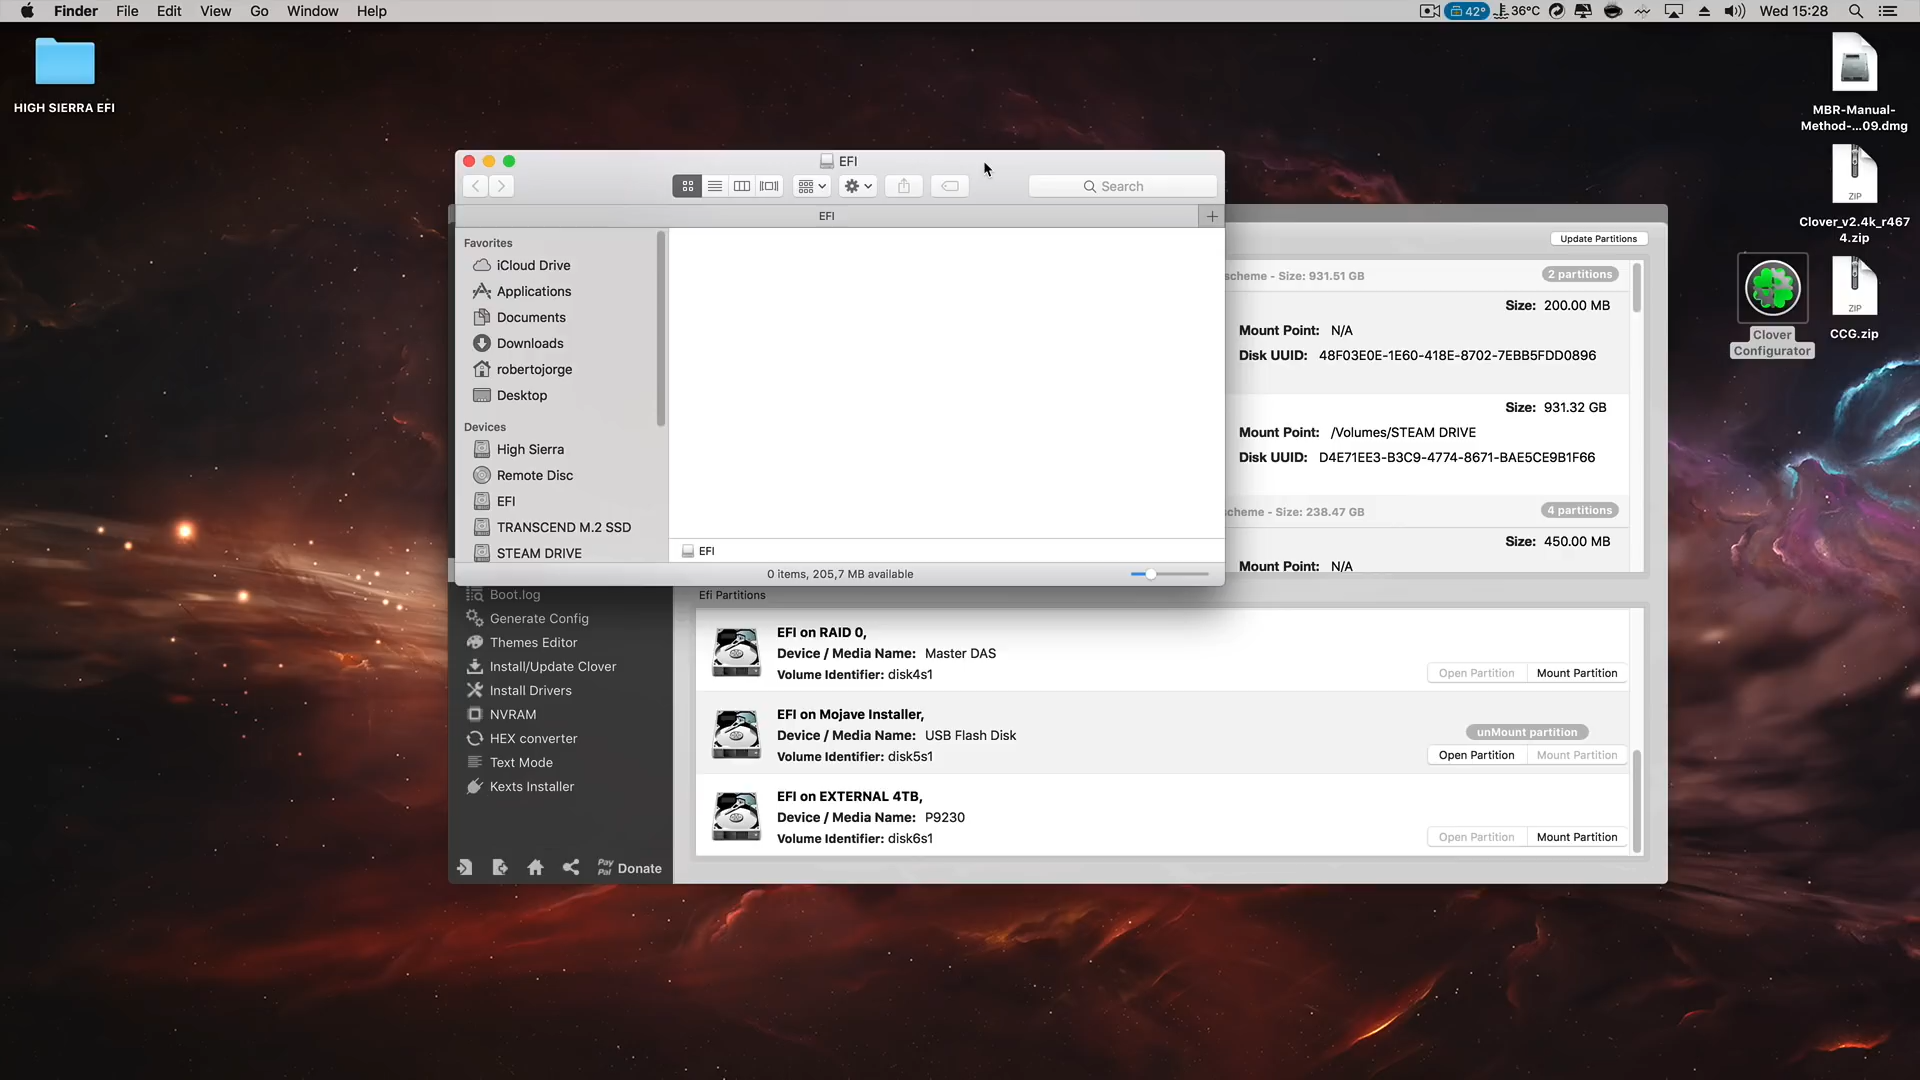 Finder File Edit View Go Window Help
42° 36°C Wed 15:28
HIGH SIERRA EFI
MBR-Manual-
Method-...09.dmg
ZIP
Clover_v2.4k_r467
4.zip
Clover
Configurator
ZIP
CCG.zip
EFI
Search
EFI
Favorites
iCloud Drive
Applications
Documents
Downloads
robertojorge
Desktop
Devices
High Sierra
Remote Disc
EFI
TRANSCEND M.2 SSD
STEAM DRIVE
EFI
0 items, 205,7 MB available
Update Partitions
scheme - Size: 931.51 GB 2 partitions
Size: 200.00 MB
Mount Point: N/A
Disk UUID: 48F03E0E-1E60-418E-8702-7EBB5FDD0896
Size: 931.32 GB
Mount Point: /Volumes/STEAM DRIVE
Disk UUID: D4E71EE3-B3C9-4774-8671-BAE5CE9B1F66
scheme - Size: 238.47 GB 4 partitions
Size: 450.00 MB
Mount Point: N/A
Boot.log
Generate Config
Themes Editor
Install/Update Clover
Install Drivers
NVRAM
HEX converter
Text Mode
Kexts Installer
Pay
Pal
Donate
Efi Partitions
EFI on RAID 0,
Device / Media Name: Master DAS
Volume Identifier: disk4s1
Open Partition Mount Partition
EFI on Mojave Installer,
Device / Media Name: USB Flash Disk
Volume Identifier: disk5s1
unMount partition
Open Partition Mount Partition
EFI on EXTERNAL 4TB,
Device / Media Name: P9230
Volume Identifier: disk6s1
Open Partition Mount Partition